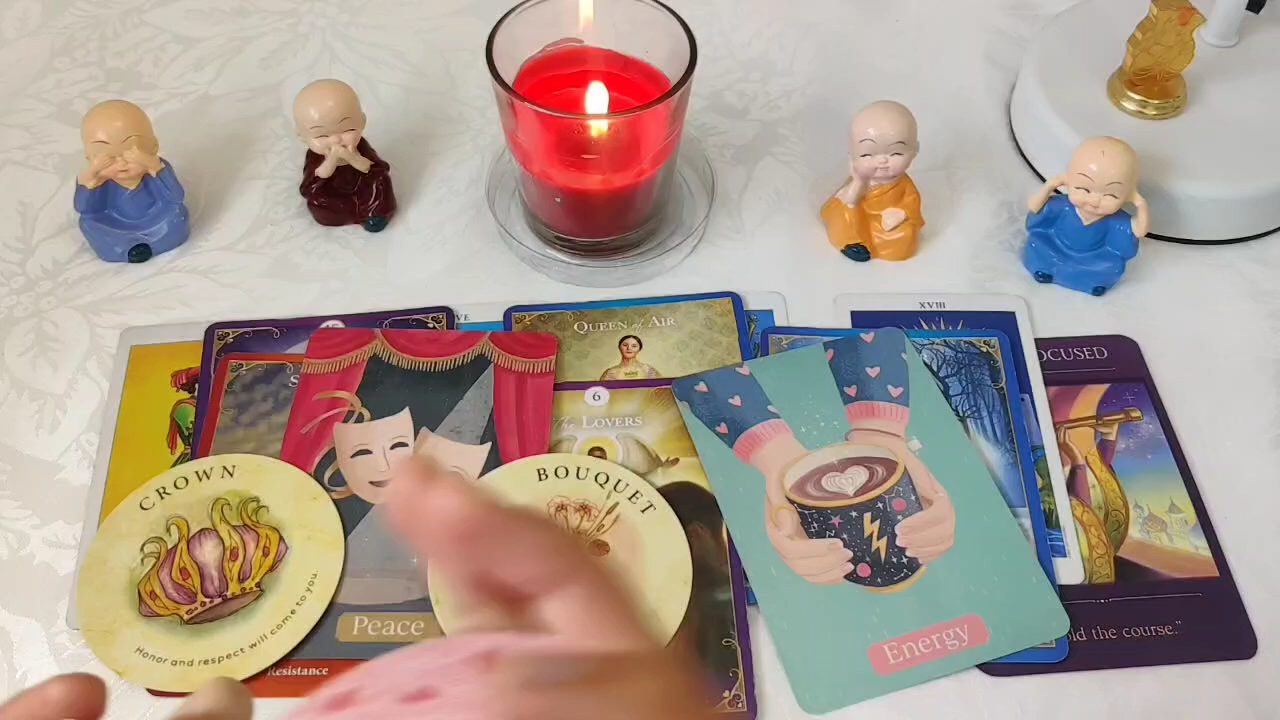 XVIII
QUEEN of AIR
OCUSED
6
The LOVERS
CROWN
BOUQUET
Honor and respect will come to you.
Peace
Energy
old the course."
Resistance